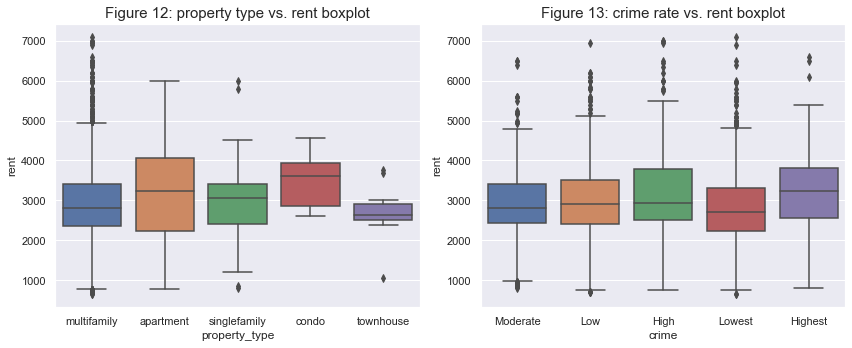 Figure 12: property type vs. rent boxplot
7000
6000
5000
4000
3000
2000
1000
rent
multifamily apartment singlefamily condo townhouse
property_type
Figure 13: crime rate vs. rent boxplot
7000
6000
5000
4000
3000
2000
1000
rent
Moderate Low High Lowest Highest
crime